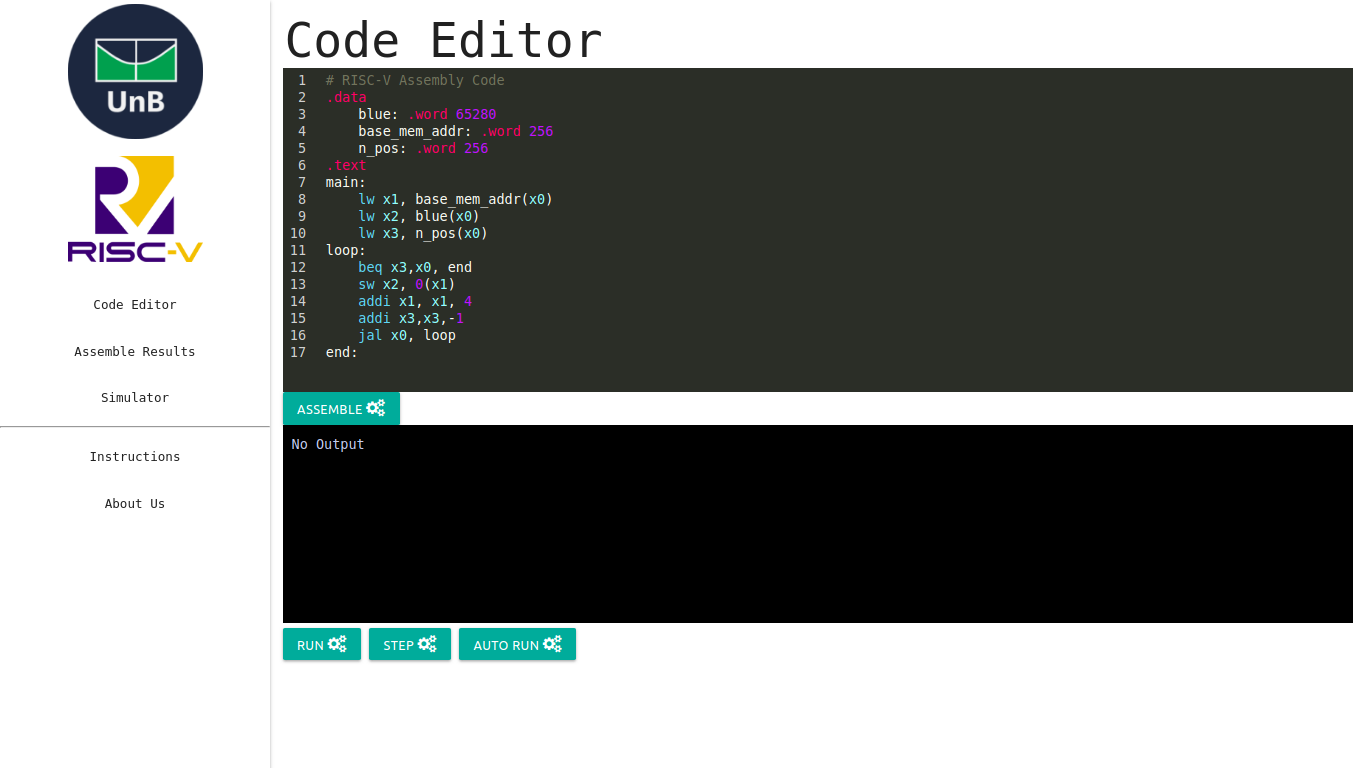 UnB
RISC-V
Code Editor
Assemble Results
Simulator
Instructions
About Us
Code Editor
1 # RISC-V Assembly Code
2 .data
3     blue: .word 65280
4     base_mem_addr: .word 256
5     n_pos: .word 256
6 .text
7 main:
8     lw x1, base_mem_addr(x0)
9     lw x2, blue(x0)
10     lw x3, n_pos(x0)
11 loop:
12     beq x3,x0, end
13     sw x2, 0(x1)
14     addi x1, x1, 4
15     addi x3,x3,-1
16     jal x0, loop
17 end:
ASSEMBLE
No Output
RUN STEP AUTO RUN